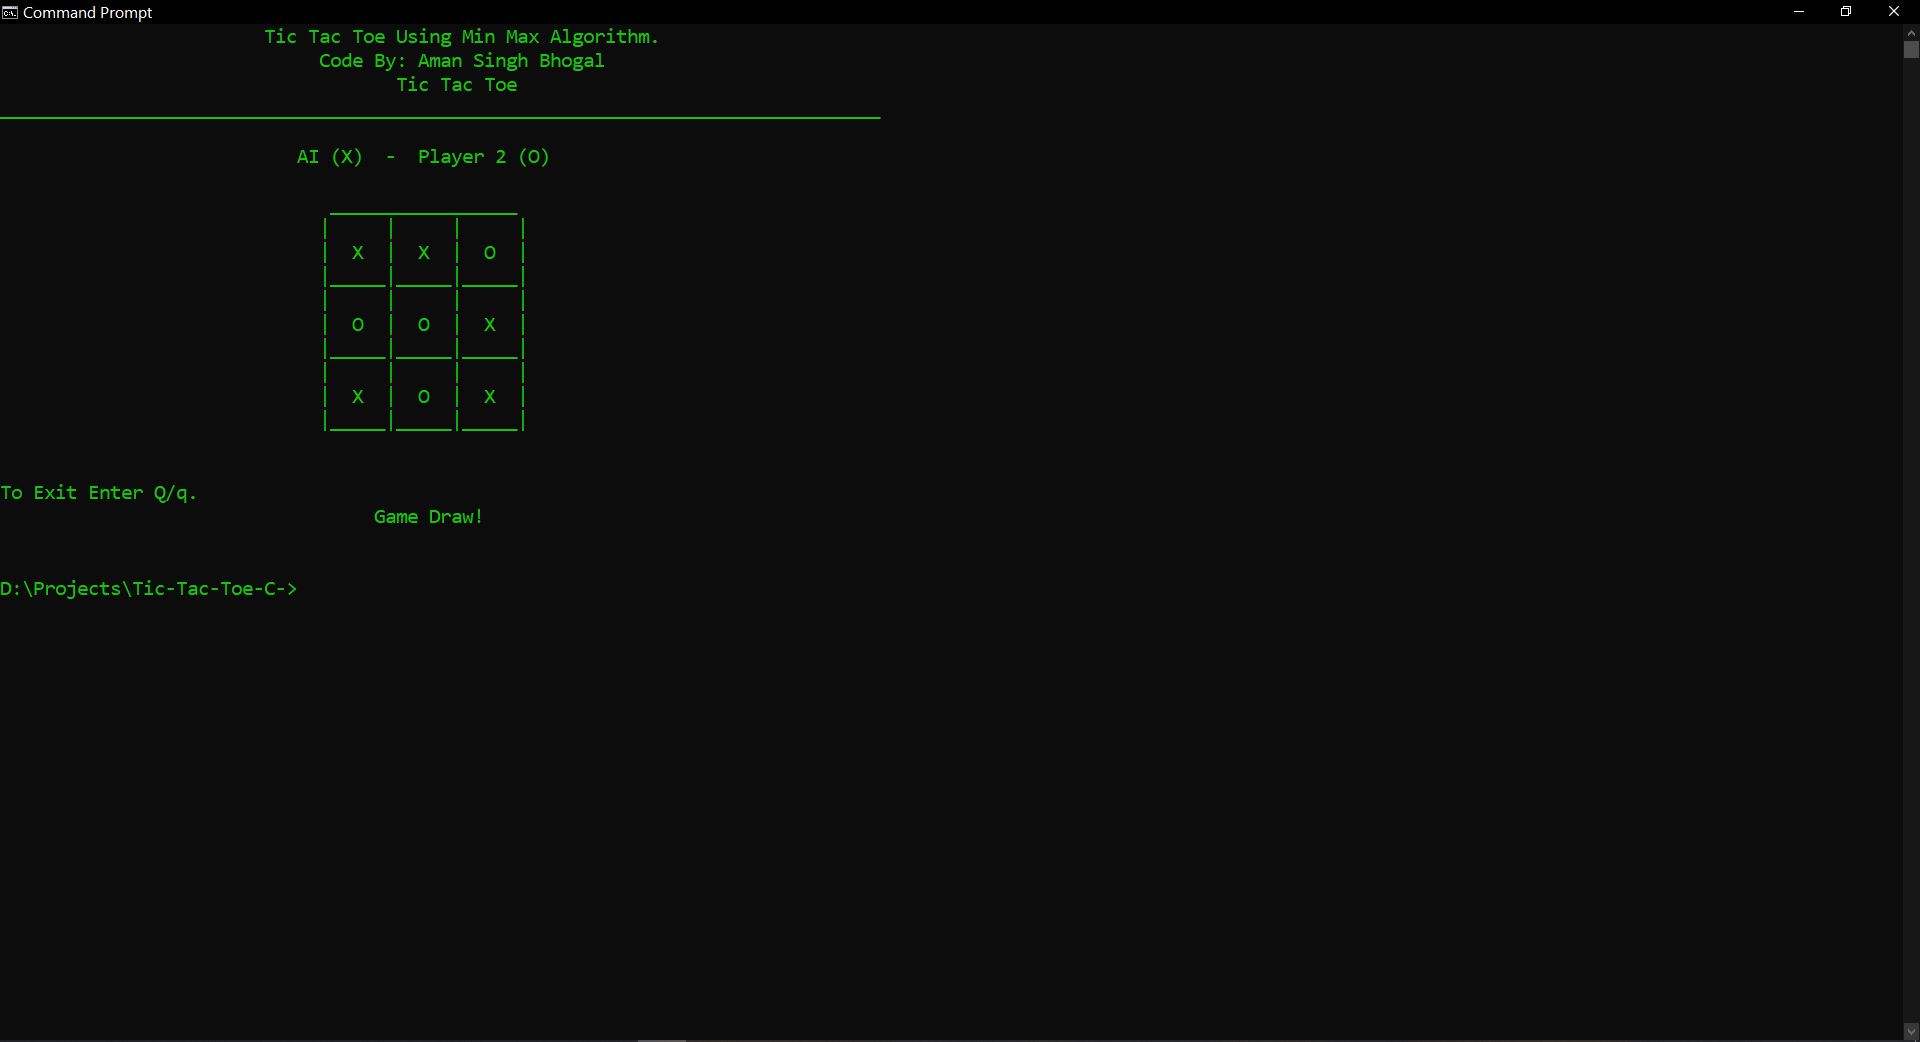 Command Prompt
Tic Tac Toe Using Min Max Algorithm.
Code By: Aman Singh Bhogal
Tic Tac Toe
AI (X)  -  Player 2 (O)
X | X | O
O | O | X
X | O | X
To Exit Enter Q/q.
Game Draw!
D:\Projects\Tic-Tac-Toe-C->